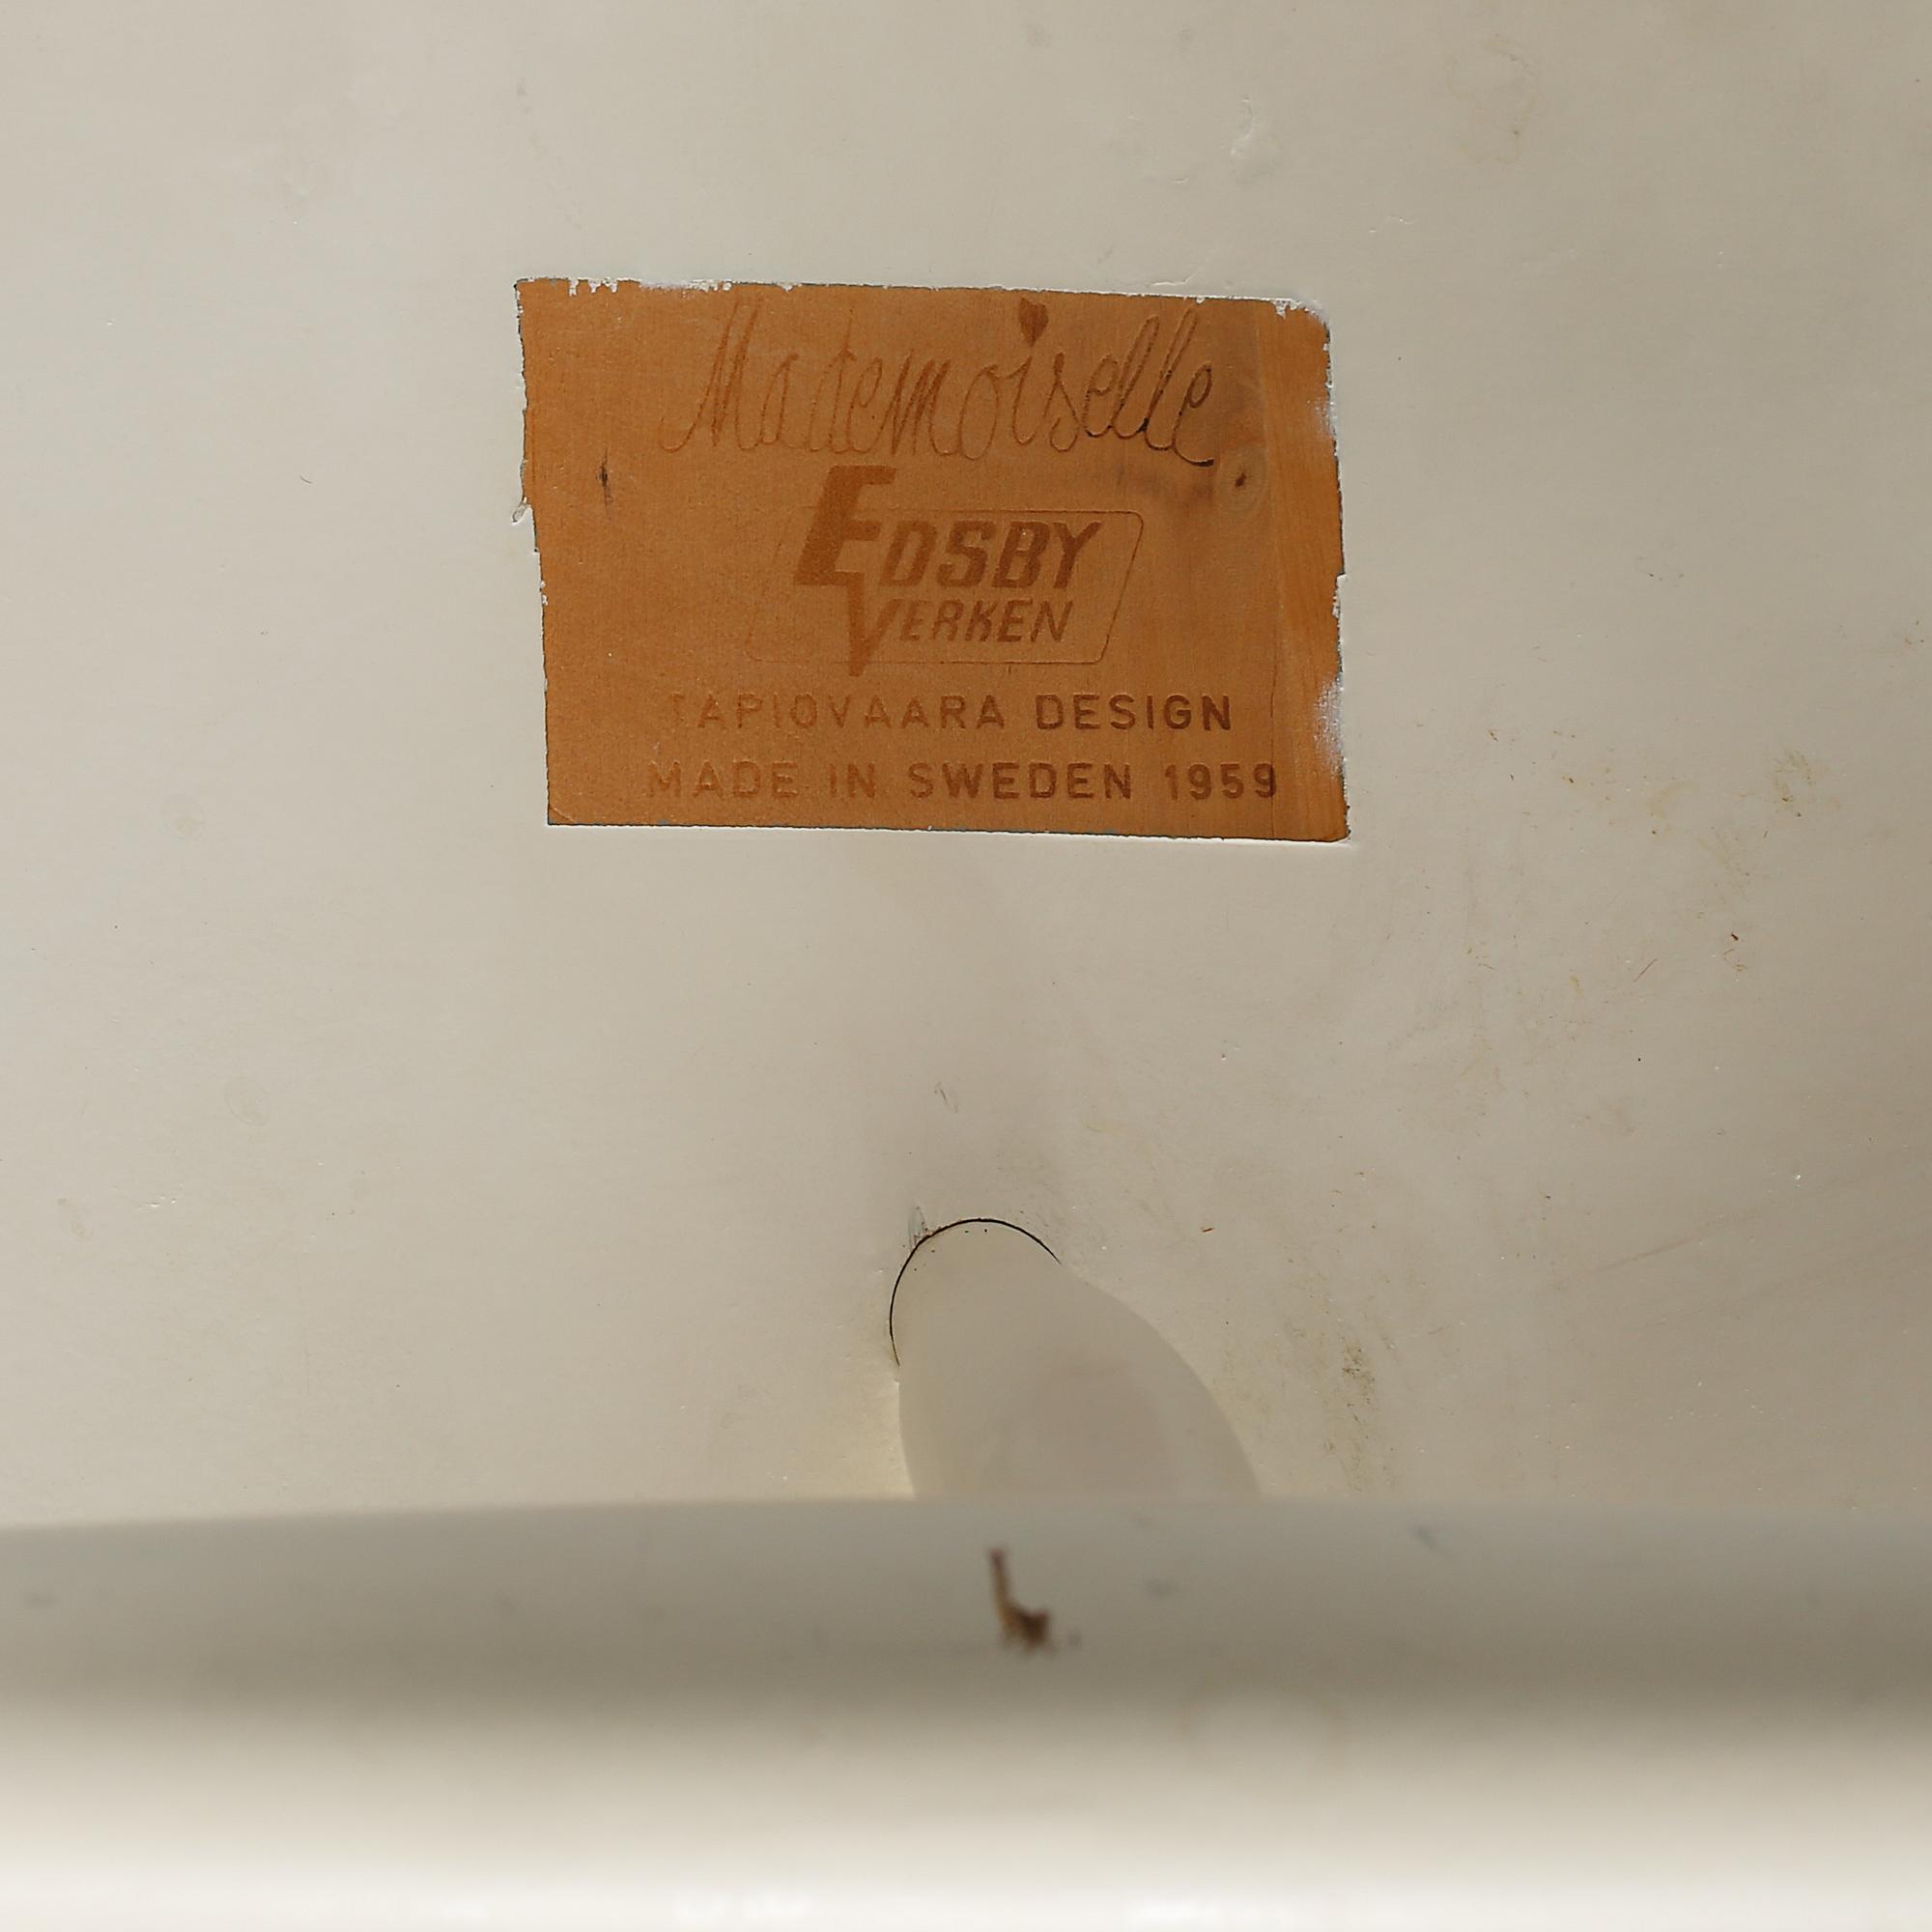 Mademoiselle
EDSBY
VERKEN
TAPIOVAARA DESIGN
MADE IN SWEDEN 1959